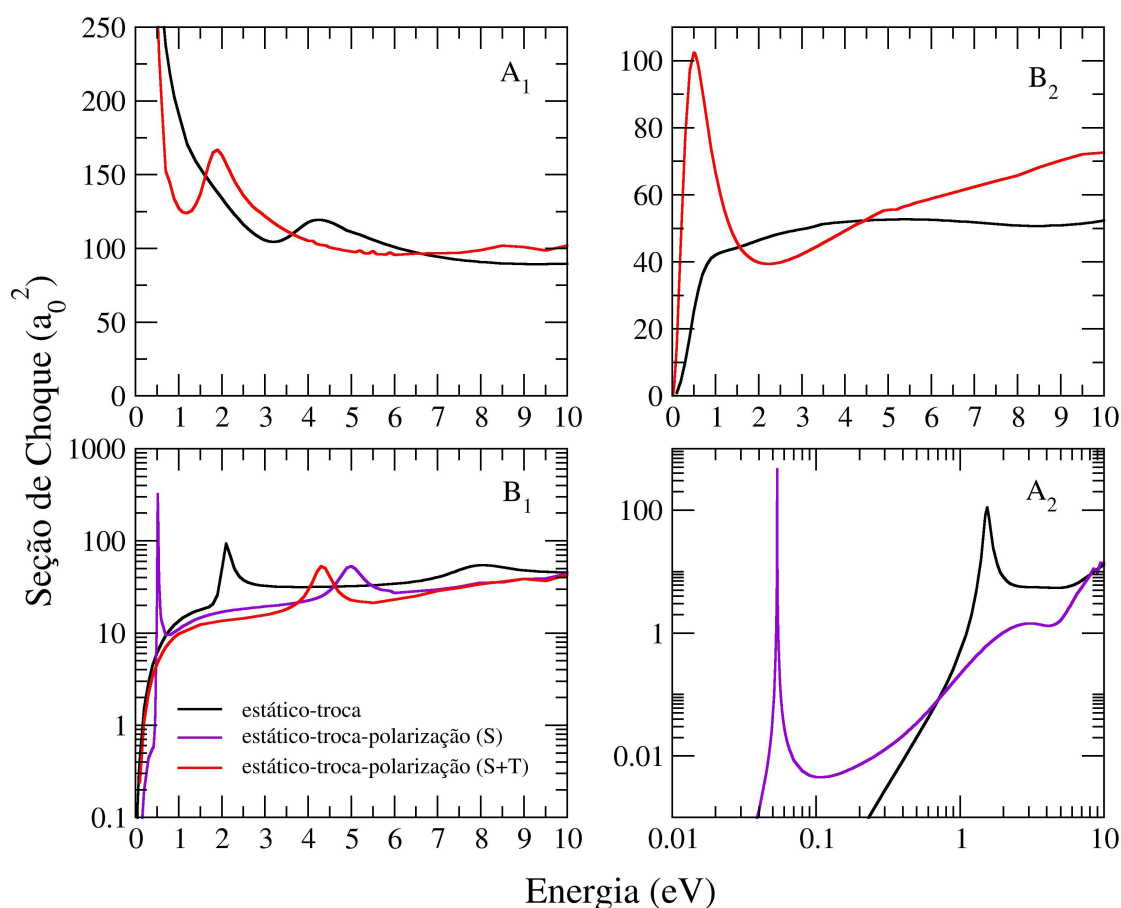 Seção de Choque (a₀²)
250
200
150
100
50
0
0 1 2 3 4 5 6 7 8 9 10
A₁
100
80
60
40
20
0
0 1 2 3 4 5 6 7 8 9 10
B₂
1000
100
10
1
0.1
0 1 2 3 4 5 6 7 8 9 10
B₁
estático-troca
estático-troca-polarização (S)
estático-troca-polarização (S+T)
100
1
0.01
0.01 0.1 1 10
A₂
Energia (eV)